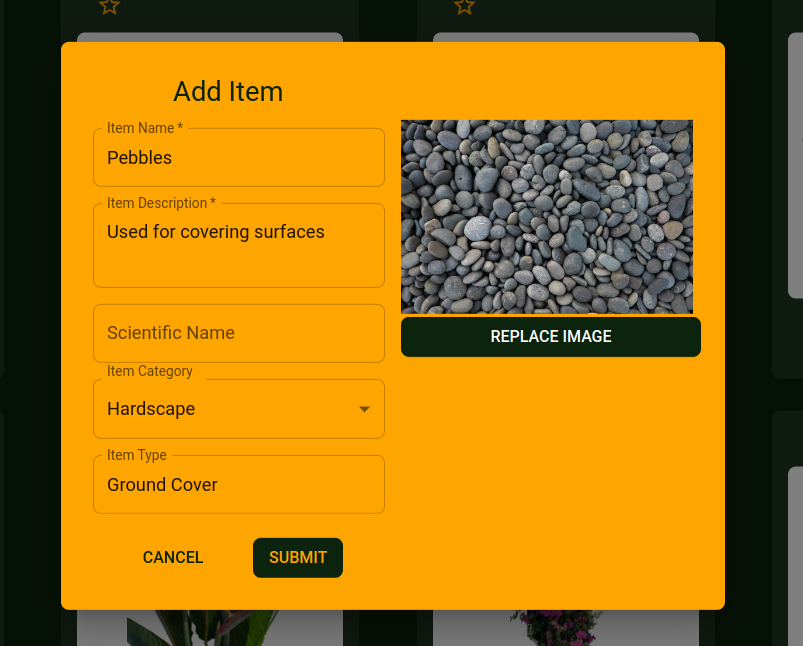 Add Item
Item Name *
Pebbles
Item Description *
Used for covering surfaces
Scientific Name
Item Category
Hardscape
Item Type
Ground Cover
CANCEL
SUBMIT
REPLACE IMAGE